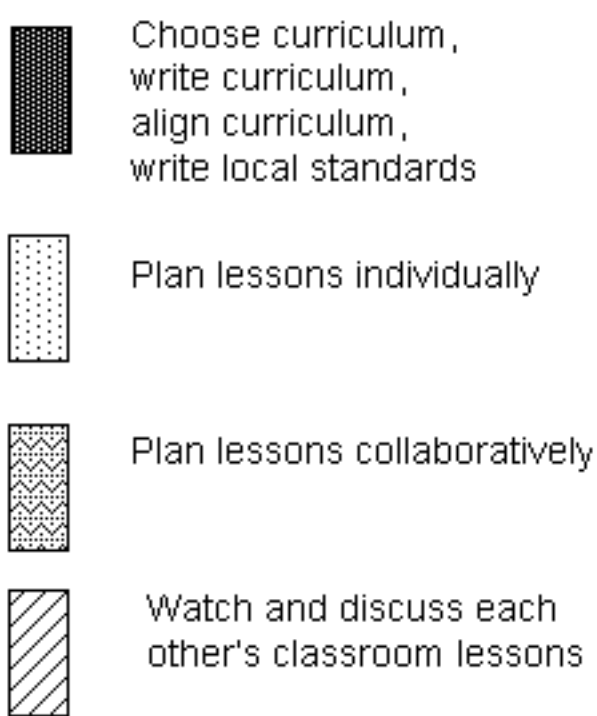 Choose curriculum,
write curriculum,
align curriculum,
write local standards
Plan lessons individually
Plan lessons collaboratively
Watch and discuss each
other's classroom lessons